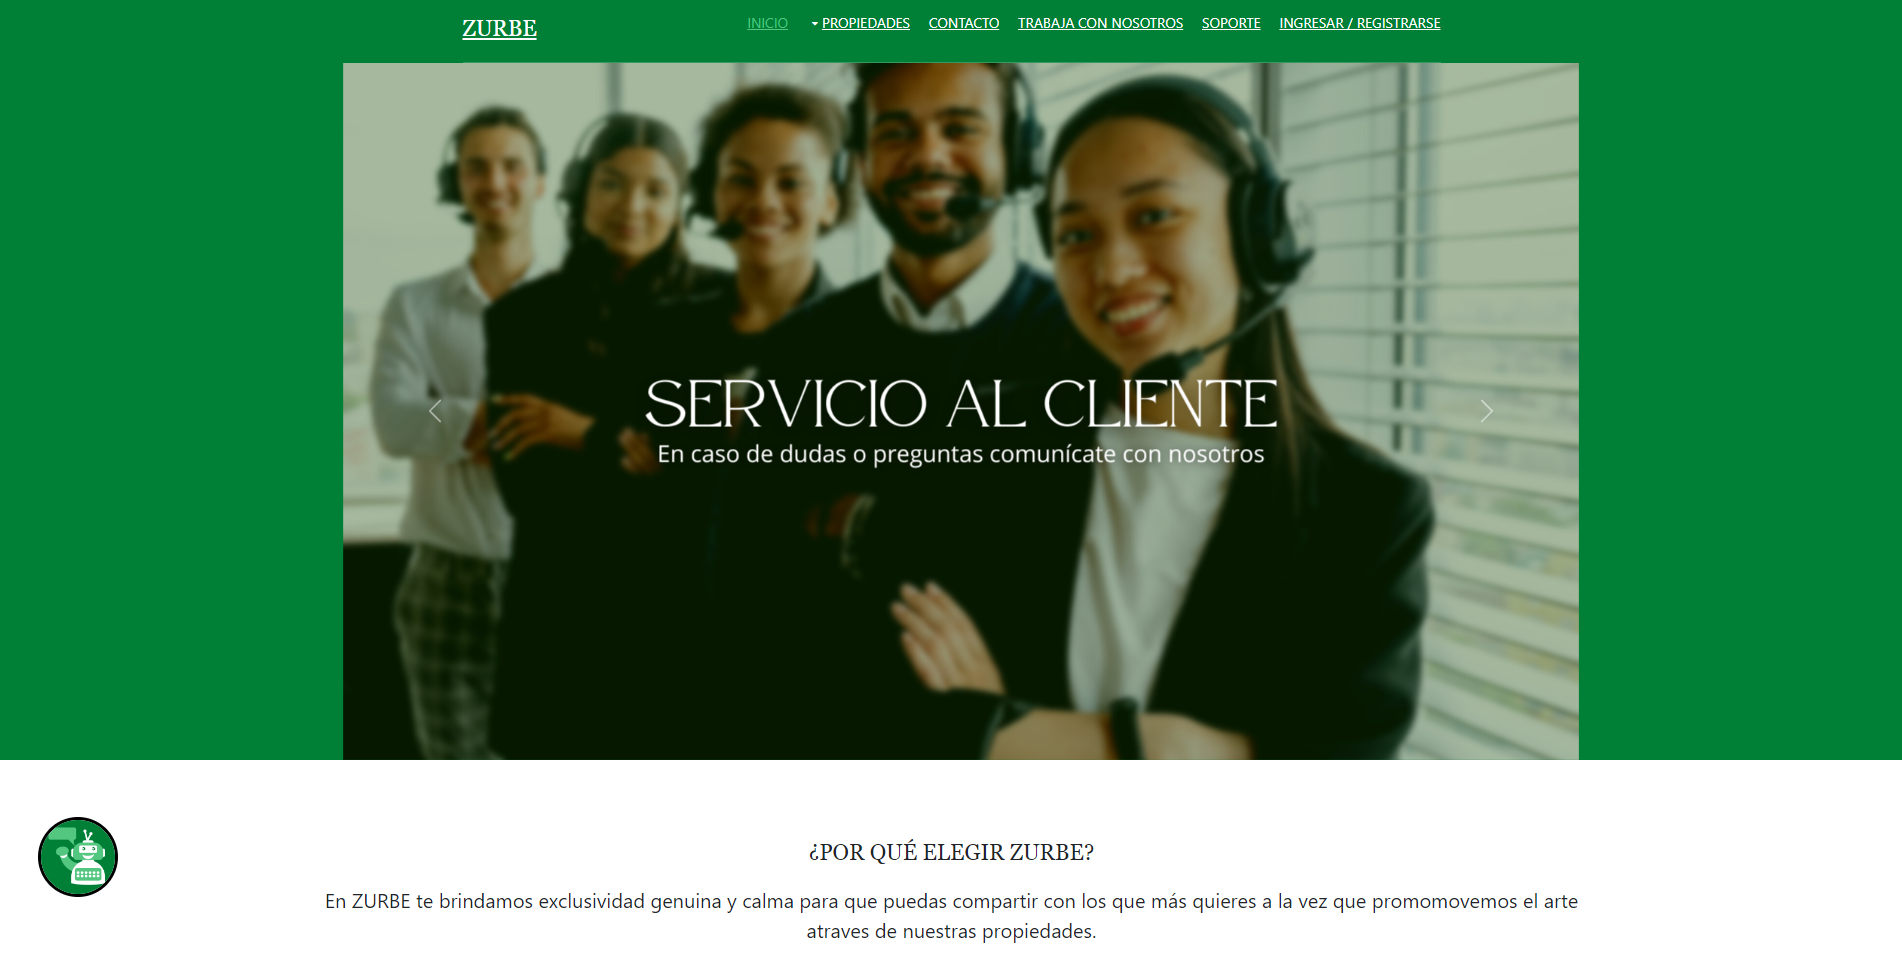 ZURBE
INICIO PROPIEDADES CONTACTO TRABAJA CON NOSOTROS SOPORTE INGRESAR / REGISTRARSE
SERVICIO AL CLIENTE
En caso de dudas o preguntas comunícate con nosotros
¿POR QUÉ ELEGIR ZURBE?
En ZURBE te brindamos exclusividad genuina y calma para que puedas compartir con los que más quieres a la vez que promomovemos el arte
atraves de nuestras propiedades.